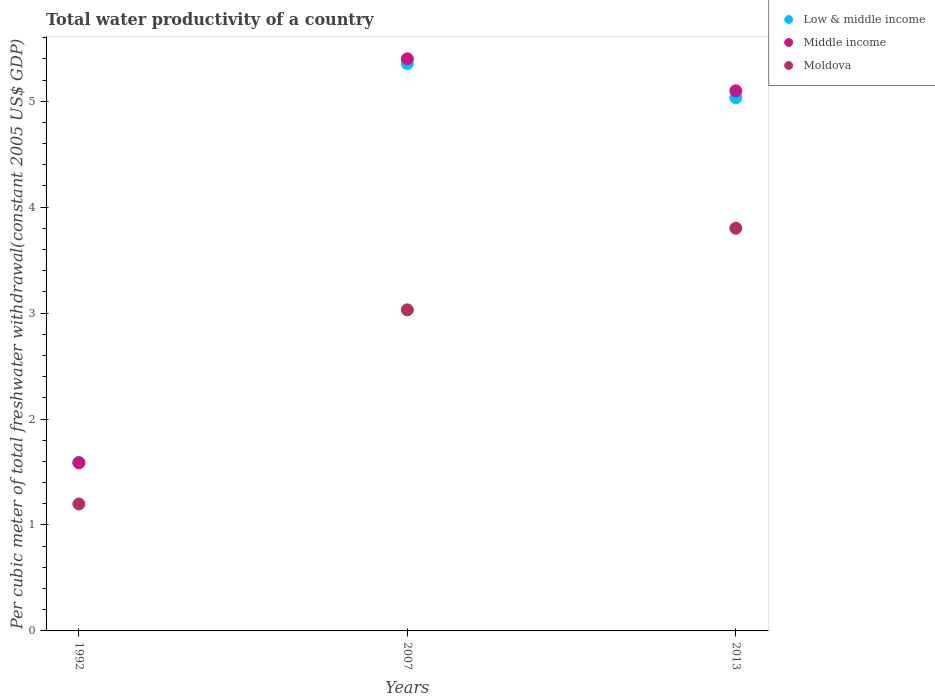 Total water productivity of a country
Low & middle income
Middle income
Moldova
Per cubic meter of total freshwater withdrawal(constant 2005 US$ GDP)
5
4
3
2
1
0
1992
2007
2013
Years